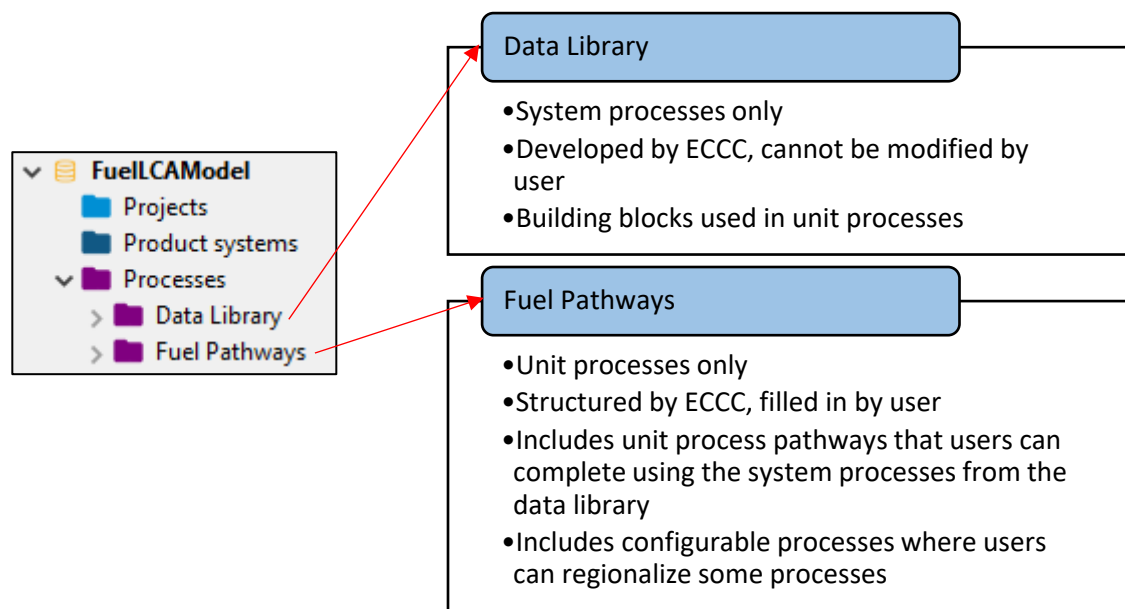 FuelLCAModel
Projects
Product systems
Processes
Data Library
Fuel Pathways
Data Library
•System processes only
•Developed by ECCC, cannot be modified by
user
•Building blocks used in unit processes
Fuel Pathways
•Unit processes only
•Structured by ECCC, filled in by user
•Includes unit process pathways that users can
complete using the system processes from the
data library
•Includes configurable processes where users
can regionalize some processes